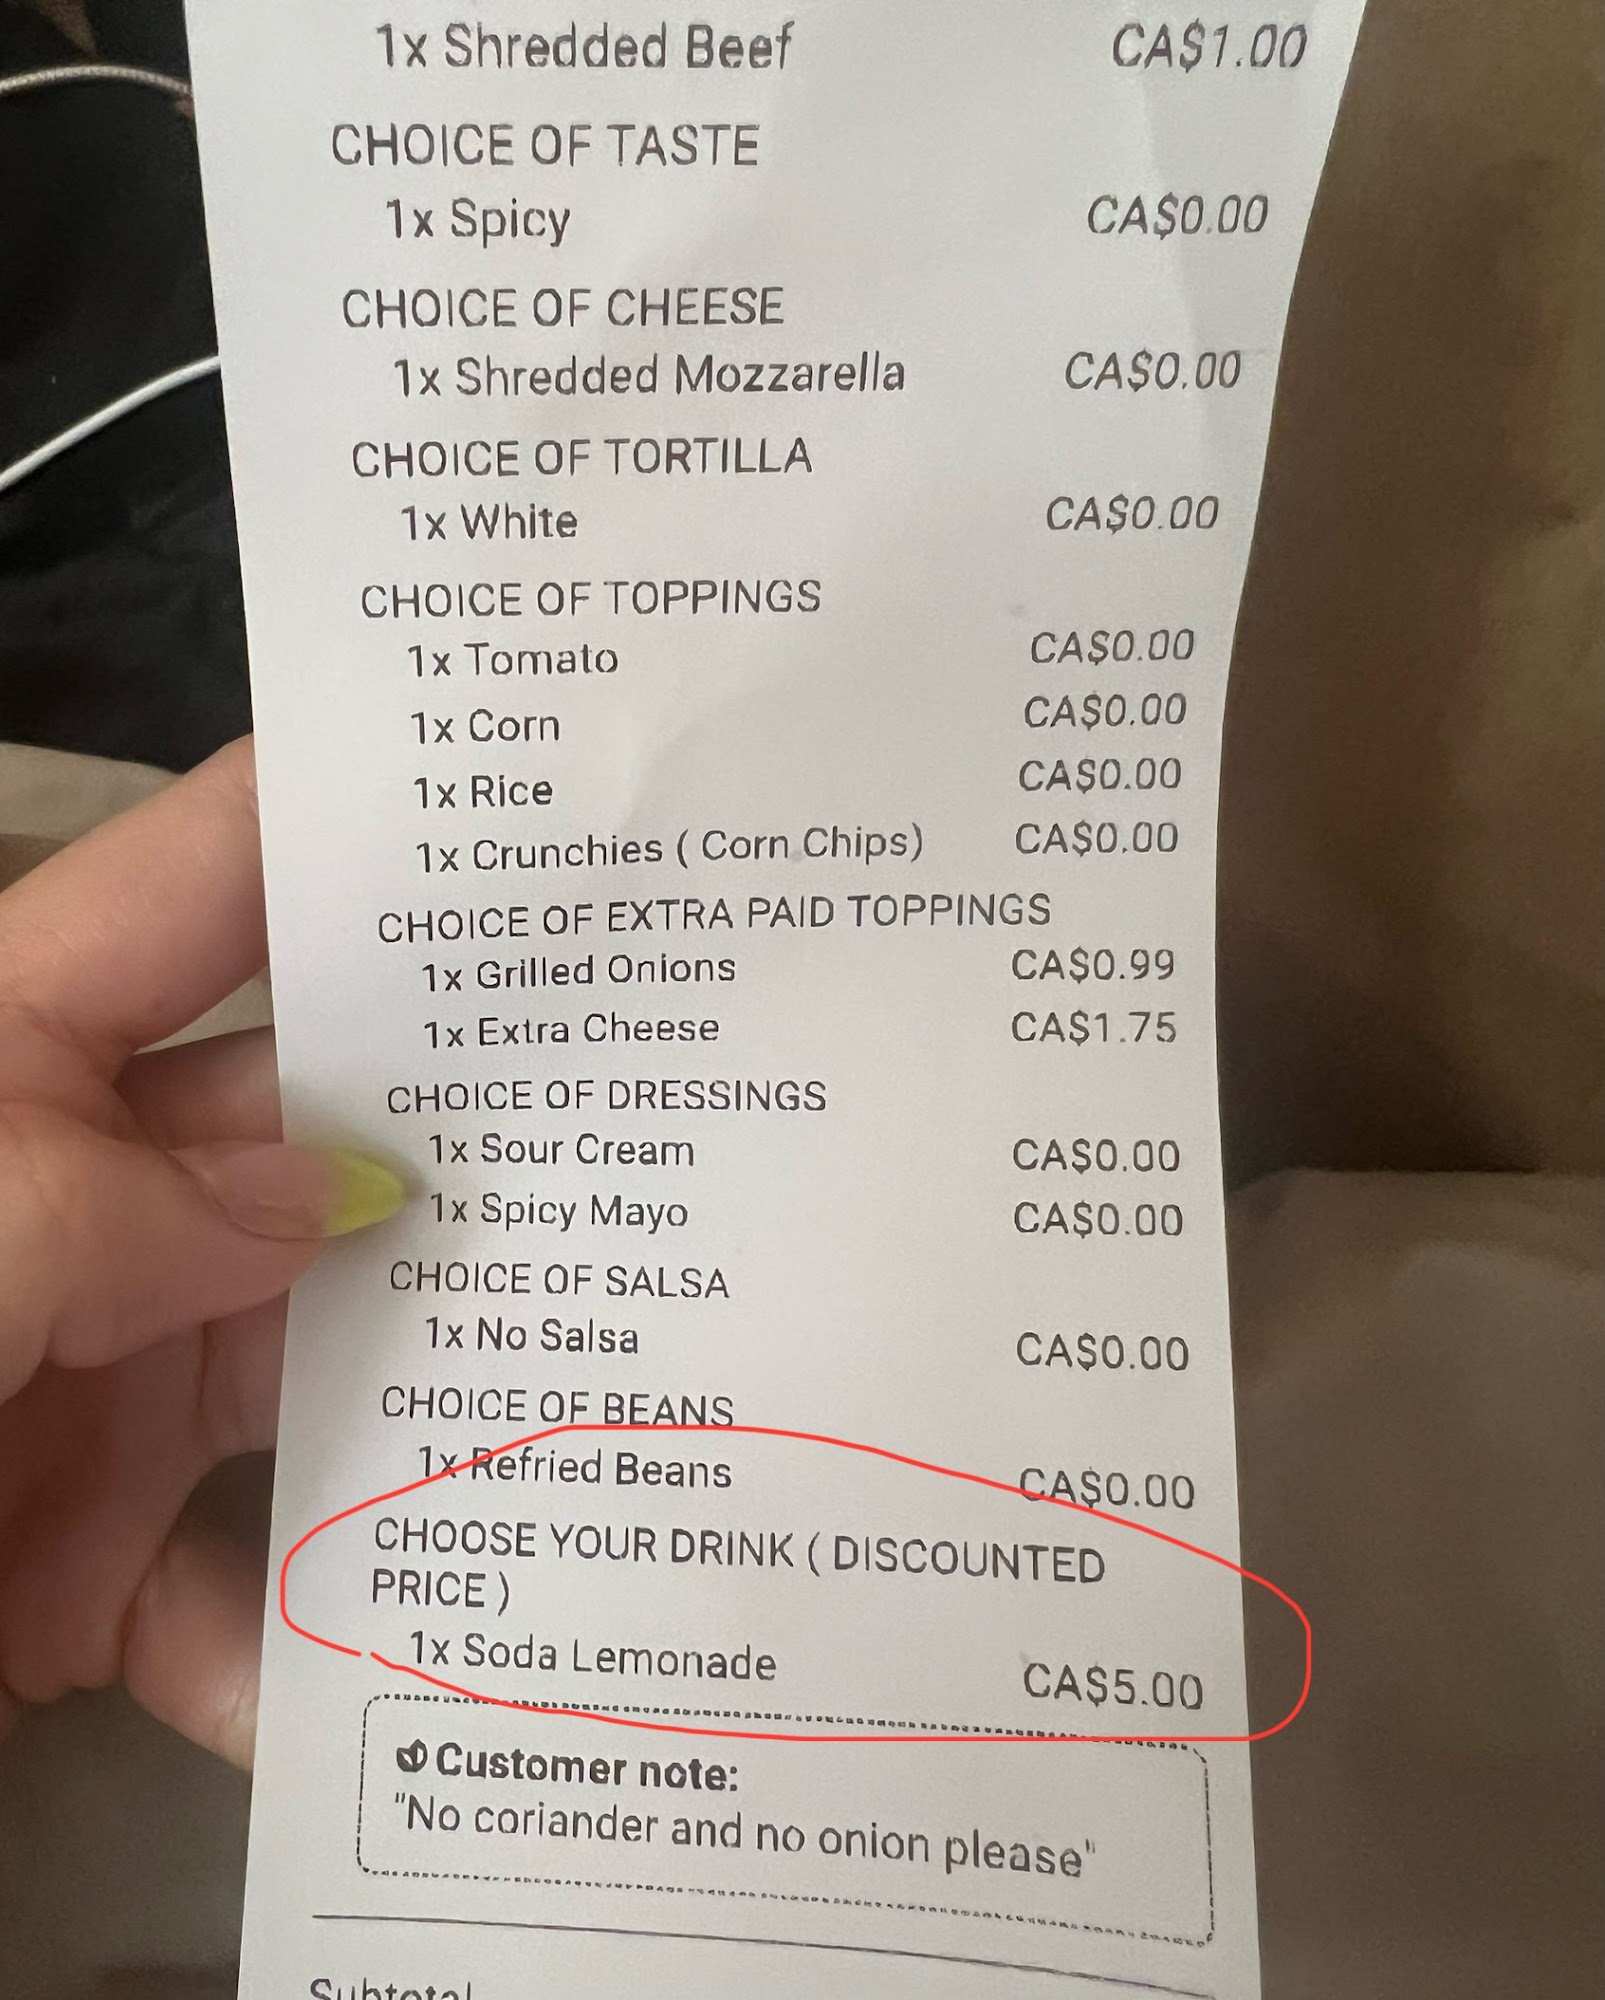 1x Shredded Beef CA$1.00
CHOICE OF TASTE
1x Spicy CA$0.00
CHOICE OF CHEESE
1x Shredded Mozzarella CA$0.00
CHOICE OF TORTILLA
1x White CA$0.00
CHOICE OF TOPPINGS
1x Tomato CA$0.00
1x Corn CA$0.00
1x Rice CA$0.00
1x Crunchies ( Corn Chips) CA$0.00
CHOICE OF EXTRA PAID TOPPINGS
1x Grilled Onions CA$0.99
1x Extra Cheese CA$1.75
CHOICE OF DRESSINGS
1x Sour Cream CA$0.00
1x Spicy Mayo CA$0.00
CHOICE OF SALSA
1x No Salsa CA$0.00
CHOICE OF BEANS
1x Refried Beans CA$0.00
CHOOSE YOUR DRINK ( DISCOUNTED
PRICE )
1x Soda Lemonade CA$5.00
Customer note:
"No coriander and no onion please"
Subtotal